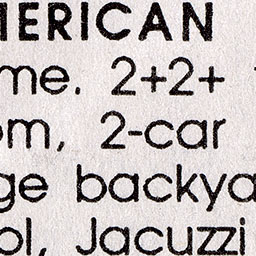 MERICAN
me. 2+2+
om, 2-car
ge backya
ol, Jacuzzi